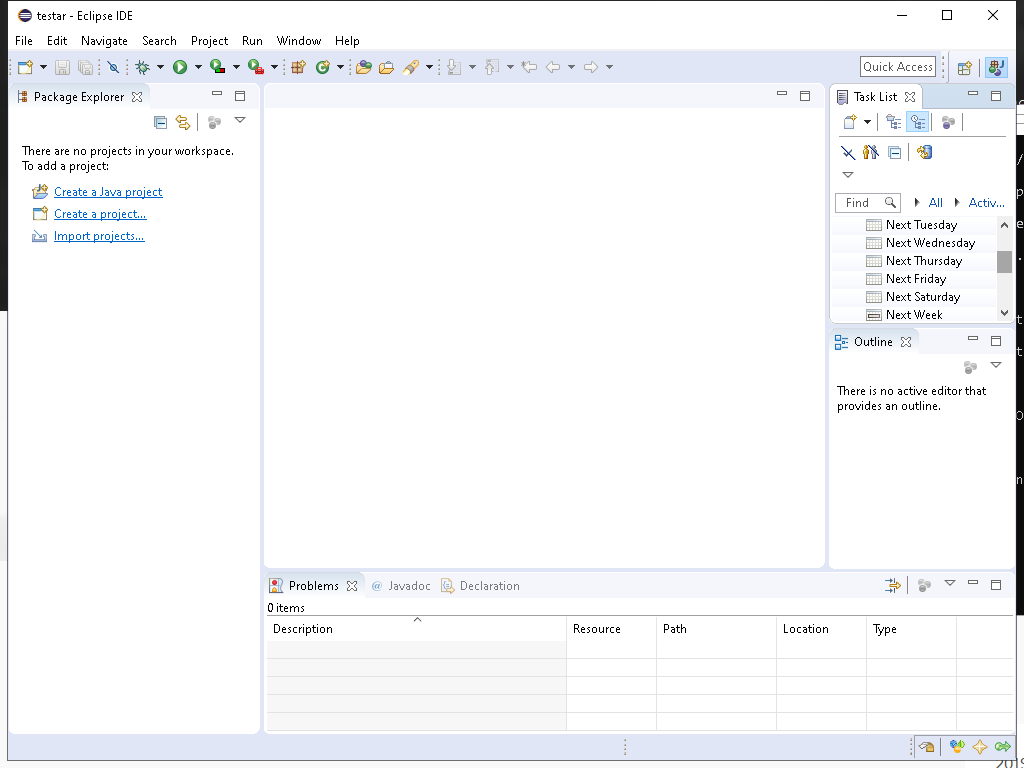 testar - Eclipse IDE
File Edit Navigate Search Project Run Window Help
Quick Access
Package Explorer
There are no projects in your workspace.
To add a project:
Create a Java project
Create a project...
Import projects...
Task List
Find All Activ...
Next Tuesday
Next Wednesday
Next Thursday
Next Friday
Next Saturday
Next Week
Outline
There is no active editor that
provides an outline.
Problems @ Javadoc Declaration
0 items
Description Resource Path Location Type